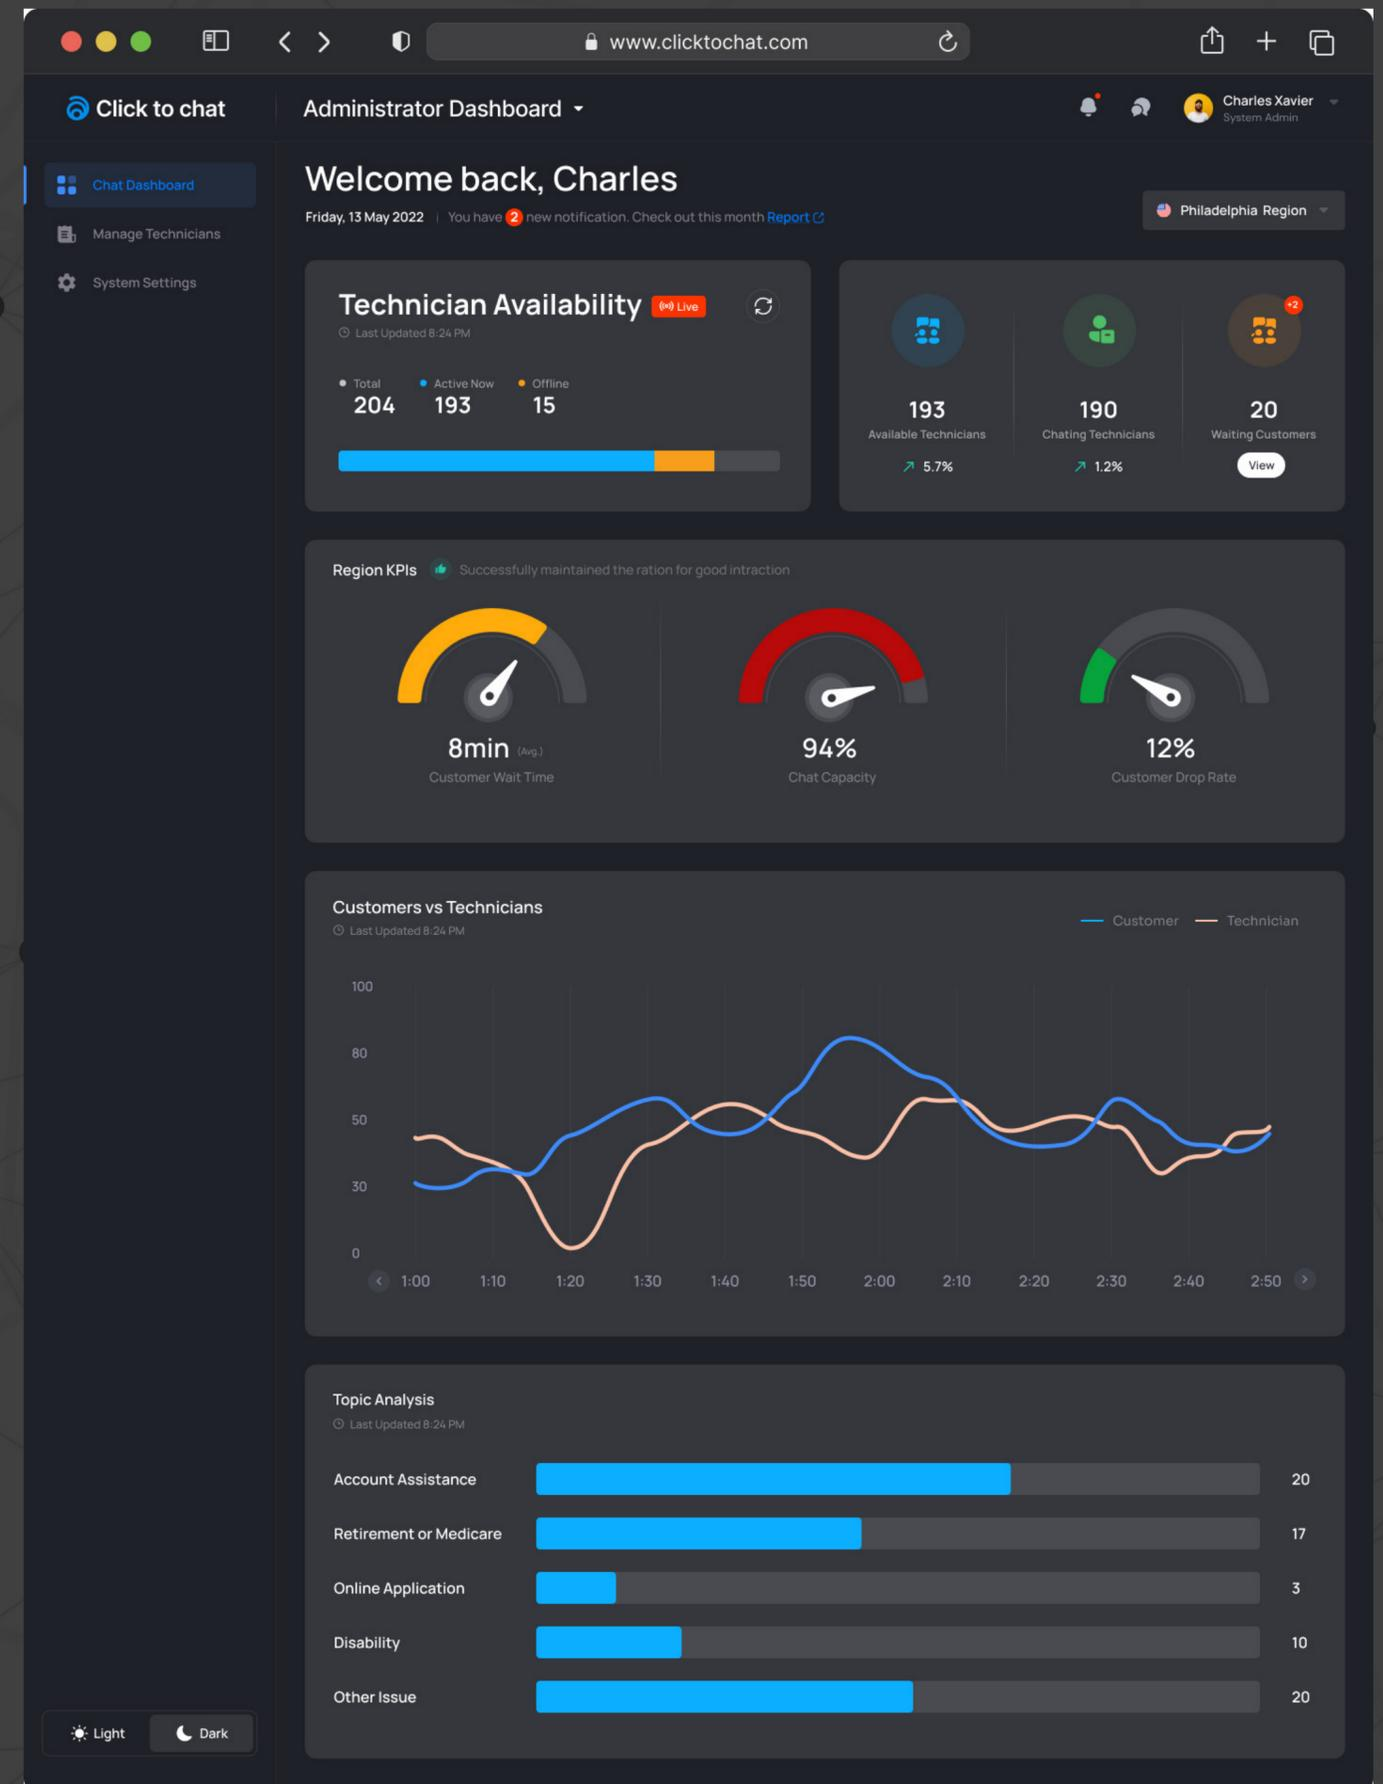 www.clicktochat.com
Click to chat
Administrator Dashboard
Charles Xavier
System Admin
Chat Dashboard
Manage Technicians
System Settings
Welcome back, Charles
Friday, 13 May 2022 | You have 2 new notification. Check out this month Report
Philadelphia Region
Technician Availability
Live
Last Updated 8:24 PM
Total
204
Active Now
193
Offline
15
193
Available Technicians
5.7%
190
Chating Technicians
1.2%
+2
20
Waiting Customers
View
Region KPIs
Successfully maintained the ration for good intraction
8min (Avg.)
Customer Wait Time
94%
Chat Capacity
12%
Customer Drop Rate
Customers vs Technicians
Last Updated 8:24 PM
Customer
Technician
100
80
50
30
0
1:00 1:10 1:20 1:30 1:40 1:50 2:00 2:10 2:20 2:30 2:40 2:50
Topic Analysis
Last Updated 8:24 PM
Account Assistance 20
Retirement or Medicare 17
Online Application 3
Disability 10
Other Issue 20
Light
Dark